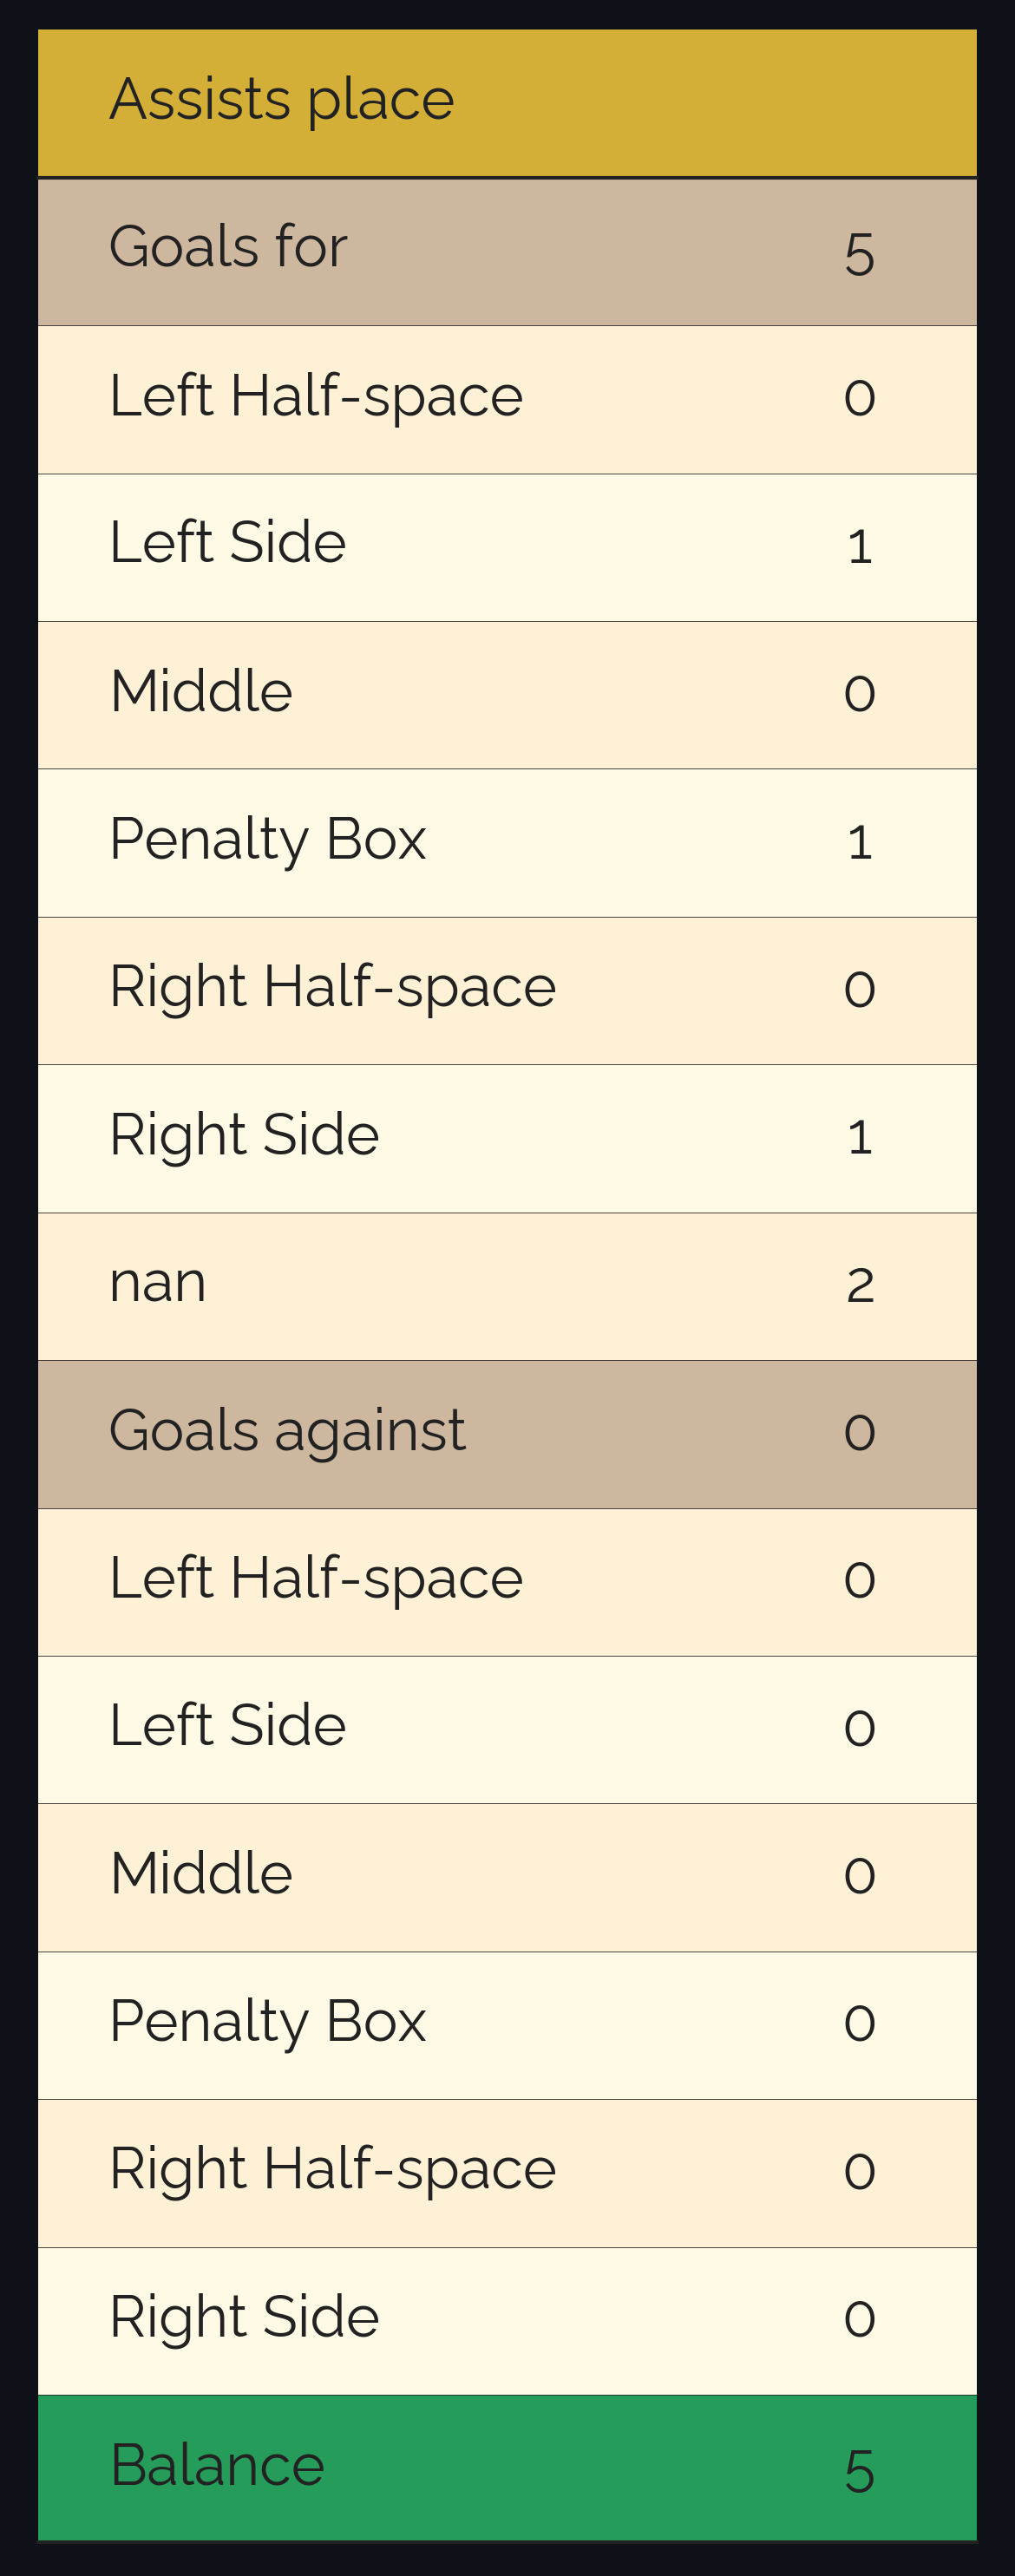 Assists place
Goals for 5
Left Half-space 0
Left Side 1
Middle 0
Penalty Box 1
Right Half-space 0
Right Side 1
nan 2
Goals against 0
Left Half-space 0
Left Side 0
Middle 0
Penalty Box 0
Right Half-space 0
Right Side 0
Balance 5